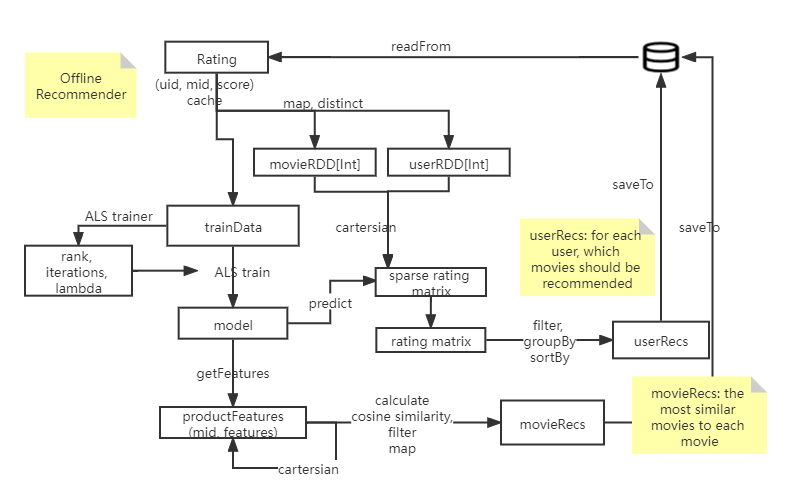 readFrom
Rating
Offline
Recommender
(uid, mid, score)
cache
map, distinct
movieRDD[Int]
userRDD[Int]
saveTo
ALS trainer
trainData
cartersian
userRecs: for each
user, which
movies should be
recommended
saveTo
rank,
iterations,
lambda
ALS train
sparse rating
matrix
predict
model
rating matrix
filter,
groupBy
sortBy
userRecs
getFeatures
movieRecs: the
most similar
movies to each
movie
productFeatures
(mid, features)
calculate
cosine similarity,
filter
map
movieRecs
cartersian